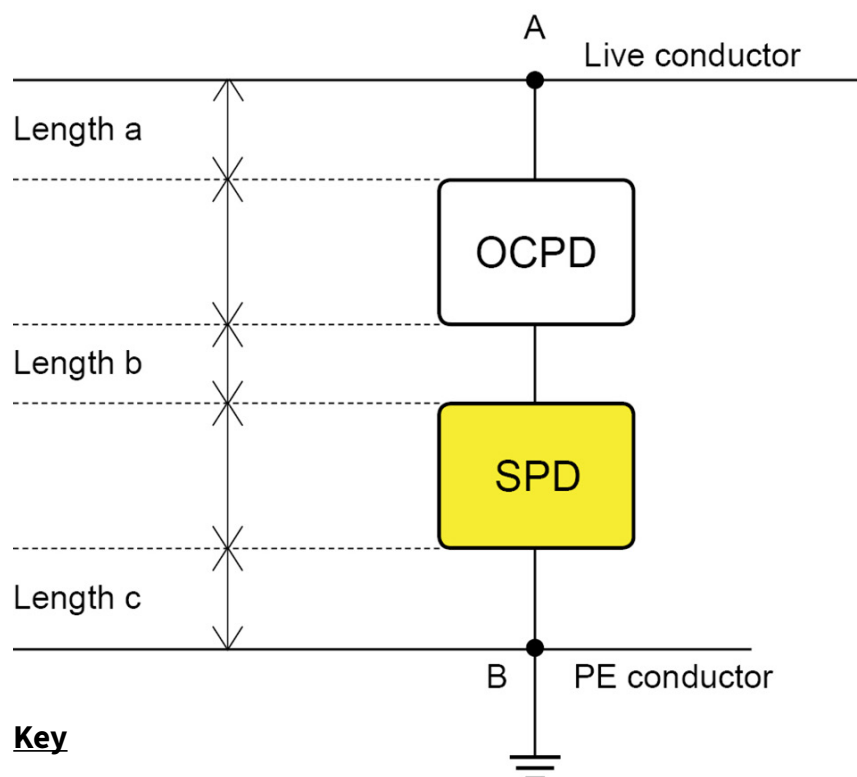 A
Live conductor
Length a
OCPD
Length b
SPD
Length c
B PE conductor
Key